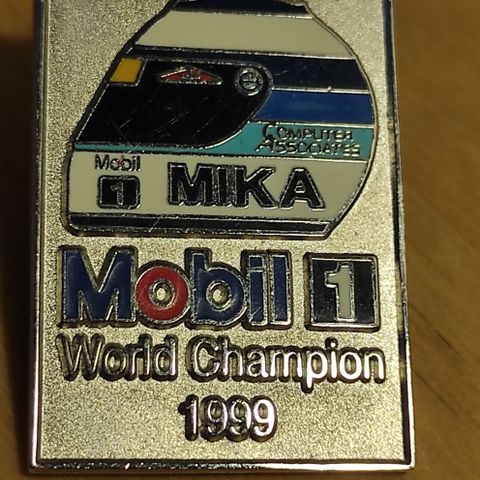 COMPUTER
ASSOCIATES
Mobil
1 MIKA
Mobil 1
World Champion
1999